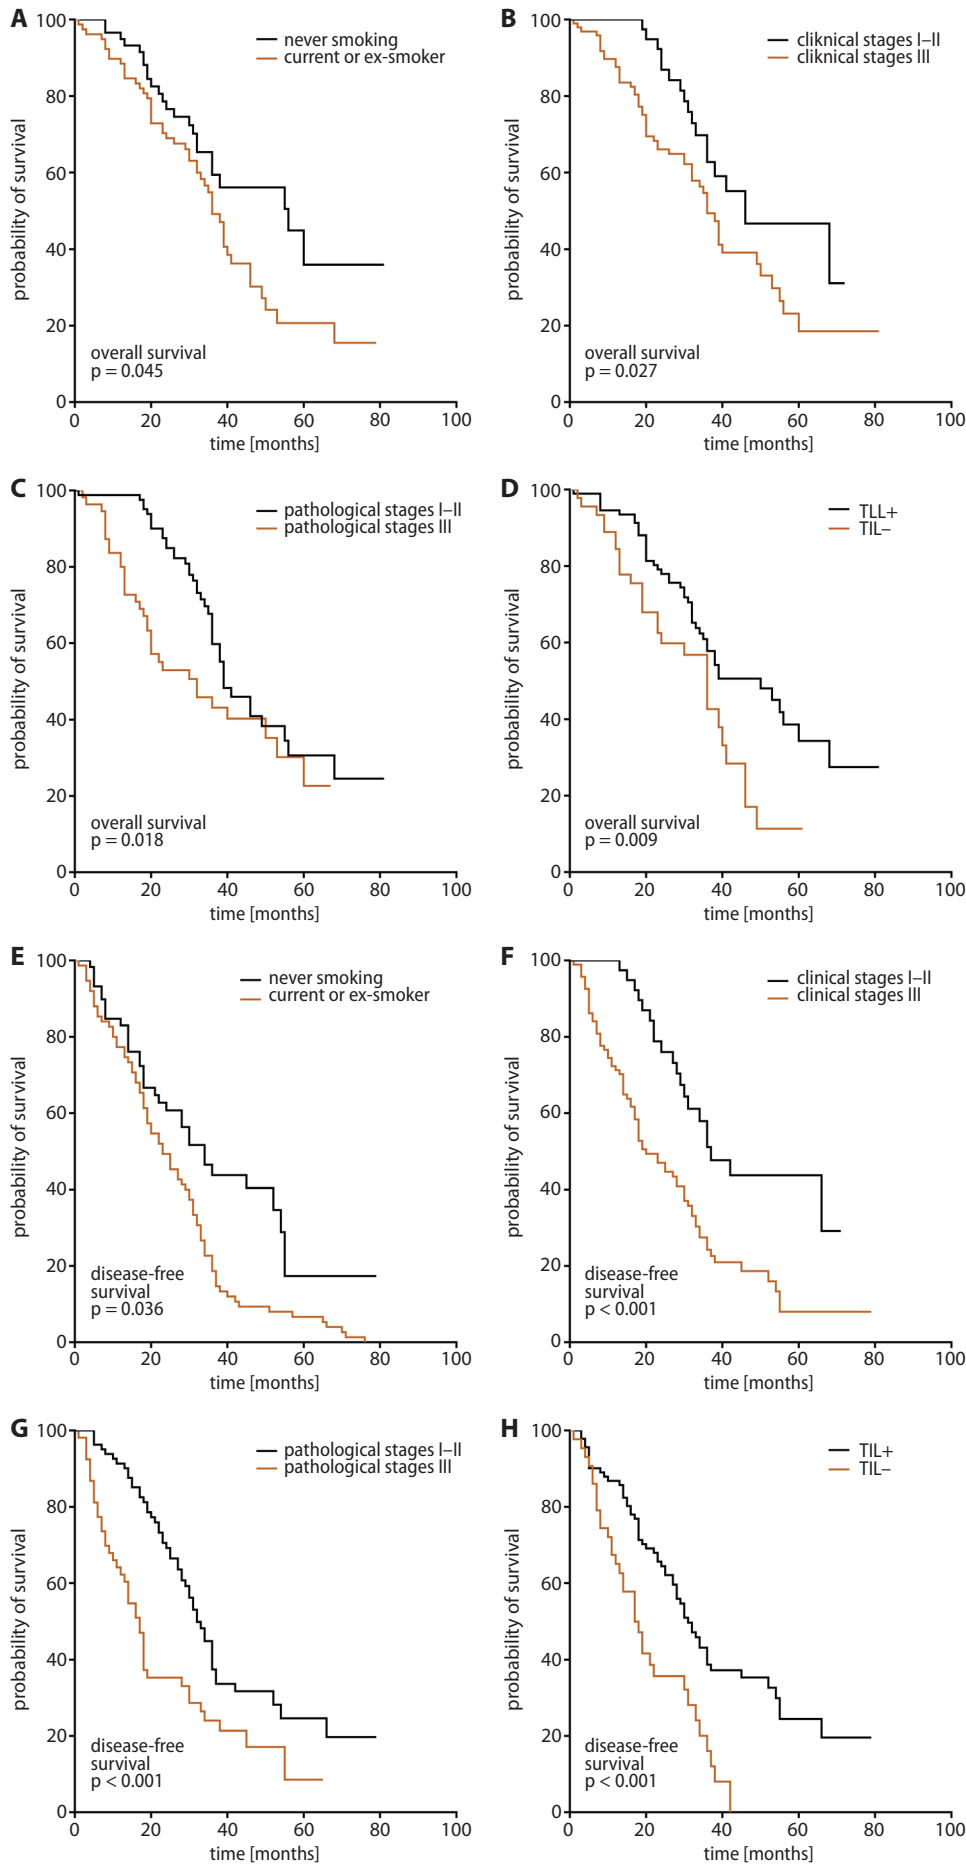 A
100
80
60
40
20
0
probability of survival
never smoking
current or ex-smoker
overall survival
p = 0.045
0 20 40 60 80 100
time [months]
B
100
80
60
40
20
0
probability of survival
cliknical stages I–II
cliknical stages III
overall survival
p = 0.027
0 20 40 60 80 100
time [months]
C
100
80
60
40
20
0
probability of survival
pathological stages I–II
pathological stages III
overall survival
p = 0.018
0 20 40 60 80 100
time [months]
D
100
80
60
40
20
0
probability of survival
TLL+
TIL–
overall survival
p = 0.009
0 20 40 60 80 100
time [months]
E
100
80
60
40
20
0
probability of survival
never smoking
current or ex-smoker
disease-free
survival
p = 0.036
0 20 40 60 80 100
time [months]
F
100
80
60
40
20
0
probability of survival
clinical stages I–II
clinical stages III
disease-free
survival
p < 0.001
0 20 40 60 80 100
time [months]
G
100
80
60
40
20
0
probability of survival
pathological stages I–II
pathological stages III
disease-free
survival
p < 0.001
0 20 40 60 80 100
time [months]
H
100
80
60
40
20
0
probability of survival
TIL+
TIL–
disease-free
survival
p < 0.001
0 20 40 60 80 100
time [months]